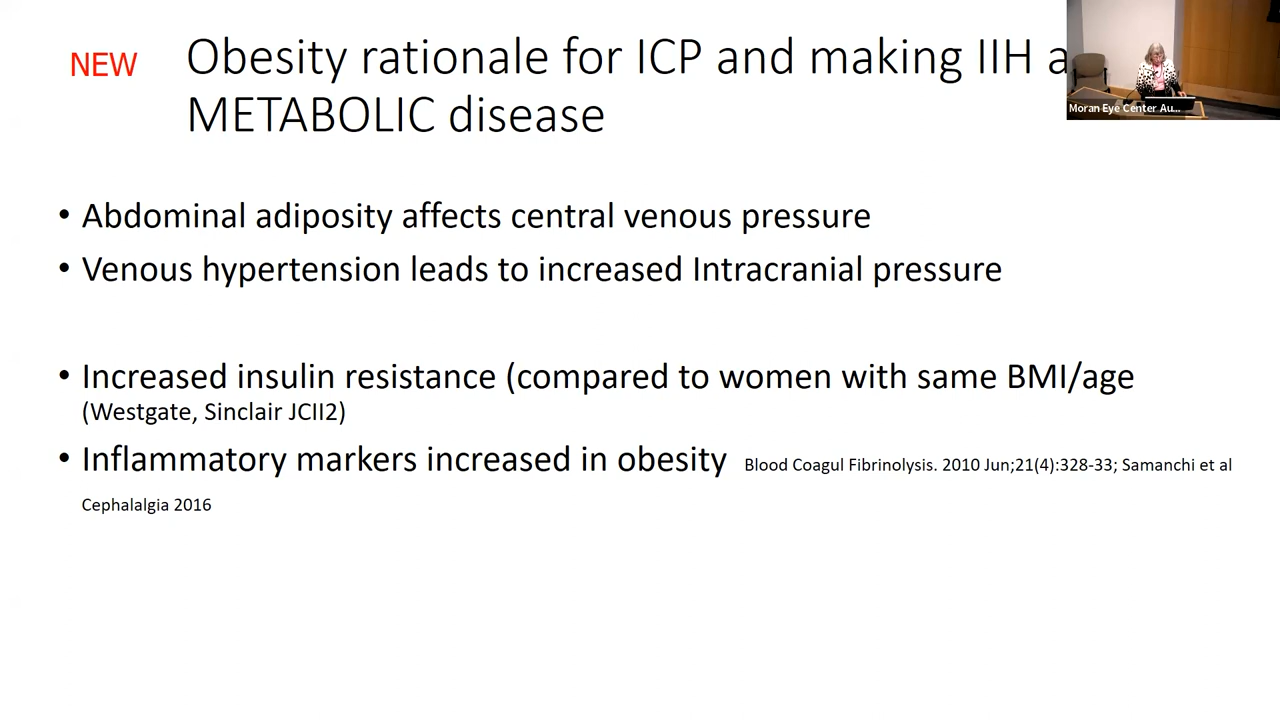 NEW
Obesity rationale for ICP and making IIH a
METABOLIC disease
Moran Eye Center Au...
• Abdominal adiposity affects central venous pressure
• Venous hypertension leads to increased Intracranial pressure
• Increased insulin resistance (compared to women with same BMI/age
(Westgate, Sinclair JCII2)
• Inflammatory markers increased in obesity Blood Coagul Fibrinolysis. 2010 Jun;21(4):328-33; Samanchi et al
Cephalalgia 2016